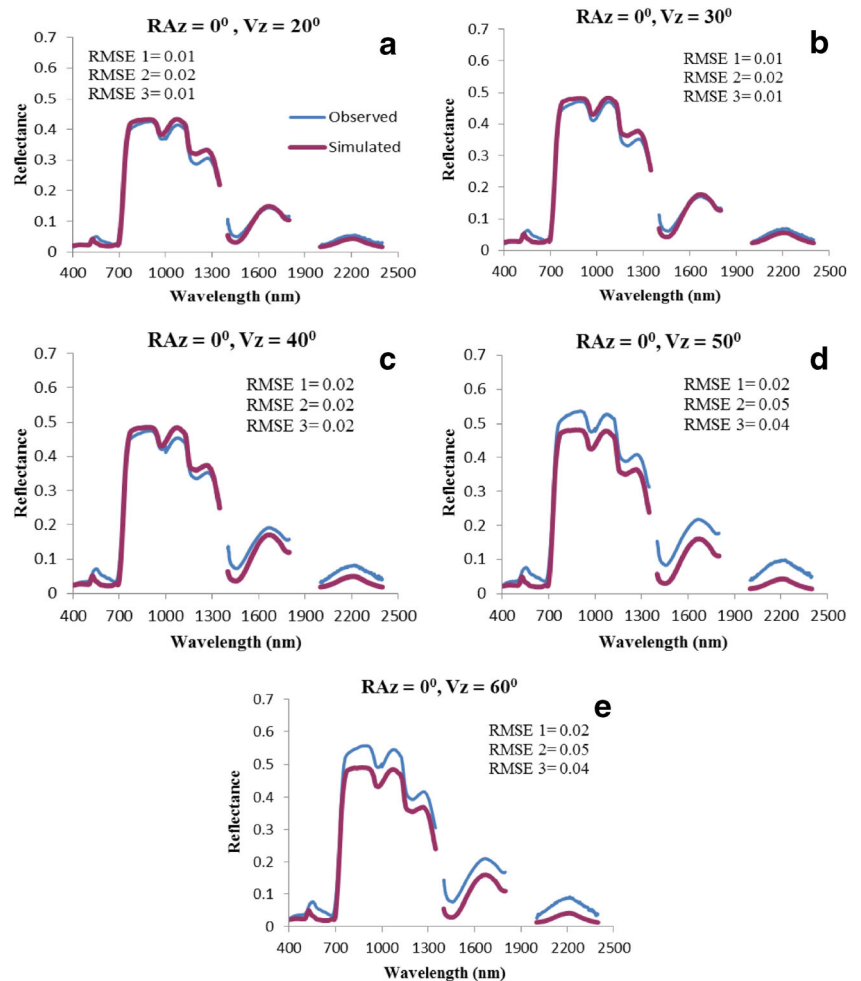 RAz = 0⁰ , Vz = 20⁰
a
RMSE 1= 0.01
RMSE 2= 0.02
RMSE 3= 0.01
Observed
Simulated
Reflectance
0.7
0.6
0.5
0.4
0.3
0.2
0.1
0
400 700 1000 1300 1600 1900 2200 2500
Wavelength (nm)
RAz = 0⁰, Vz = 30⁰
b
RMSE 1= 0.01
RMSE 2= 0.02
RMSE 3= 0.01
Reflectance
0.7
0.6
0.5
0.4
0.3
0.2
0.1
0
400 700 1000 1300 1600 1900 2200 2500
Wavelength (nm)
RAz = 0⁰, Vz = 40⁰
c
RMSE 1= 0.02
RMSE 2= 0.02
RMSE 3= 0.02
Reflectance
0.7
0.6
0.5
0.4
0.3
0.2
0.1
0
400 700 1000 1300 1600 1900 2200 2500
Wavelength (nm)
RAz = 0⁰, Vz = 50⁰
d
RMSE 1= 0.02
RMSE 2= 0.05
RMSE 3= 0.04
Reflectance
0.7
0.6
0.5
0.4
0.3
0.2
0.1
0
400 700 1000 1300 1600 1900 2200 2500
Wavelength (nm)
RAz = 0⁰, Vz = 60⁰
e
RMSE 1= 0.02
RMSE 2= 0.05
RMSE 3= 0.04
Reflectance
0.7
0.6
0.5
0.4
0.3
0.2
0.1
0
400 700 1000 1300 1600 1900 2200 2500
Wavelength (nm)